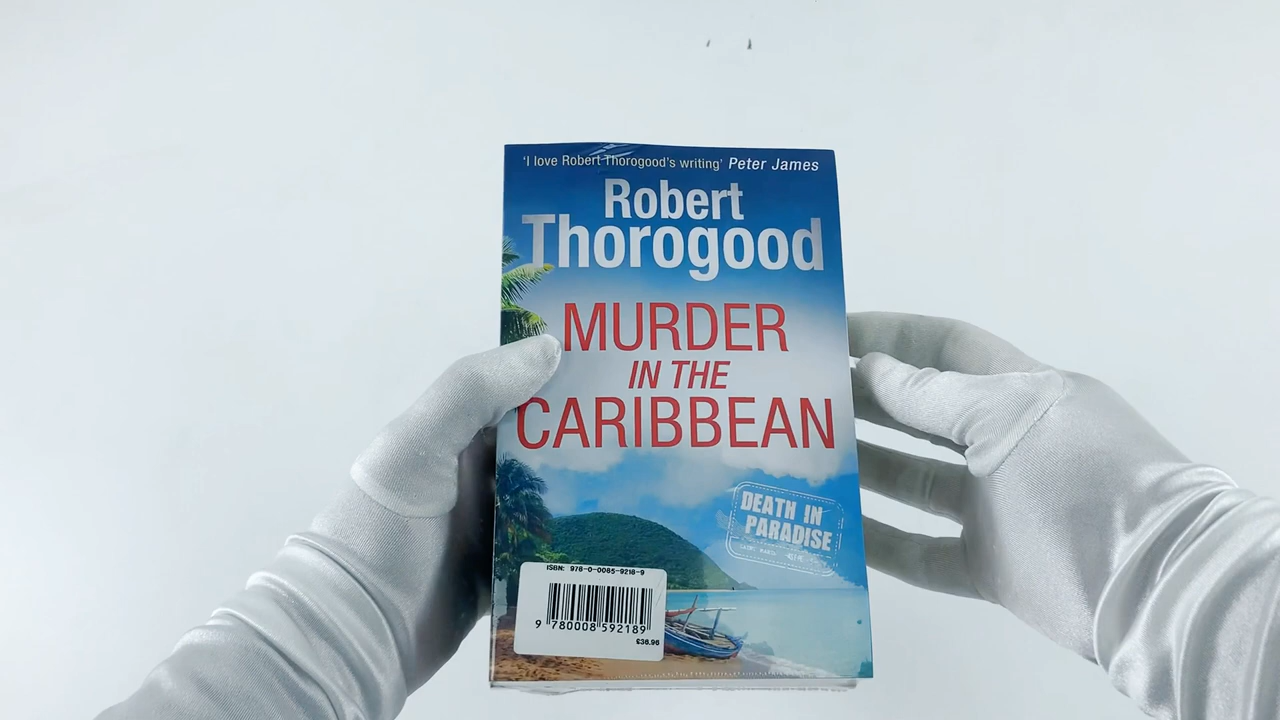 'I love Robert Thorogood's writing' Peter James
Robert
Thorogood
MURDER
IN THE
CARIBBEAN
DEATH IN
PARADISE
ISBN: 978-0-0085-9218-9
9 780008 592189
£36.96